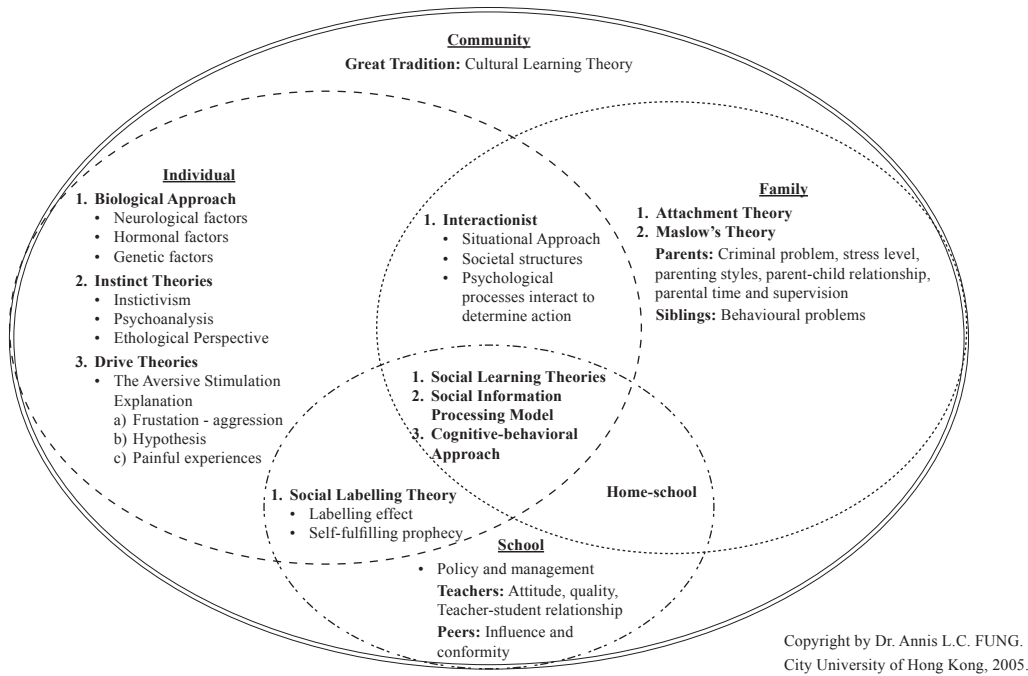 Community
Great Tradition: Cultural Learning Theory
Individual
1. Biological Approach
• Neurological factors
• Hormonal factors
• Genetic factors
2. Instinct Theories
• Instictivism
• Psychoanalysis
• Ethological Perspective
3. Drive Theories
• The Aversive Stimulation
Explanation
a) Frustation - aggression
b) Hypothesis
c) Painful experiences
1. Interactionist
• Situational Approach
• Societal structures
• Psychological
processes interact to
determine action
Family
1. Attachment Theory
2. Maslow's Theory
Parents: Criminal problem, stress level,
parenting styles, parent-child relationship,
parental time and supervision
Siblings: Behavioural problems
1. Social Learning Theories
2. Social Information
Processing Model
3. Cognitive-behavioral
Approach
1. Social Labelling Theory
• Labelling effect
• Self-fulfilling prophecy
Home-school
School
• Policy and management
Teachers: Attitude, quality,
Teacher-student relationship
Peers: Influence and
conformity
Copyright by Dr. Annis L.C. FUNG.
City University of Hong Kong, 2005.